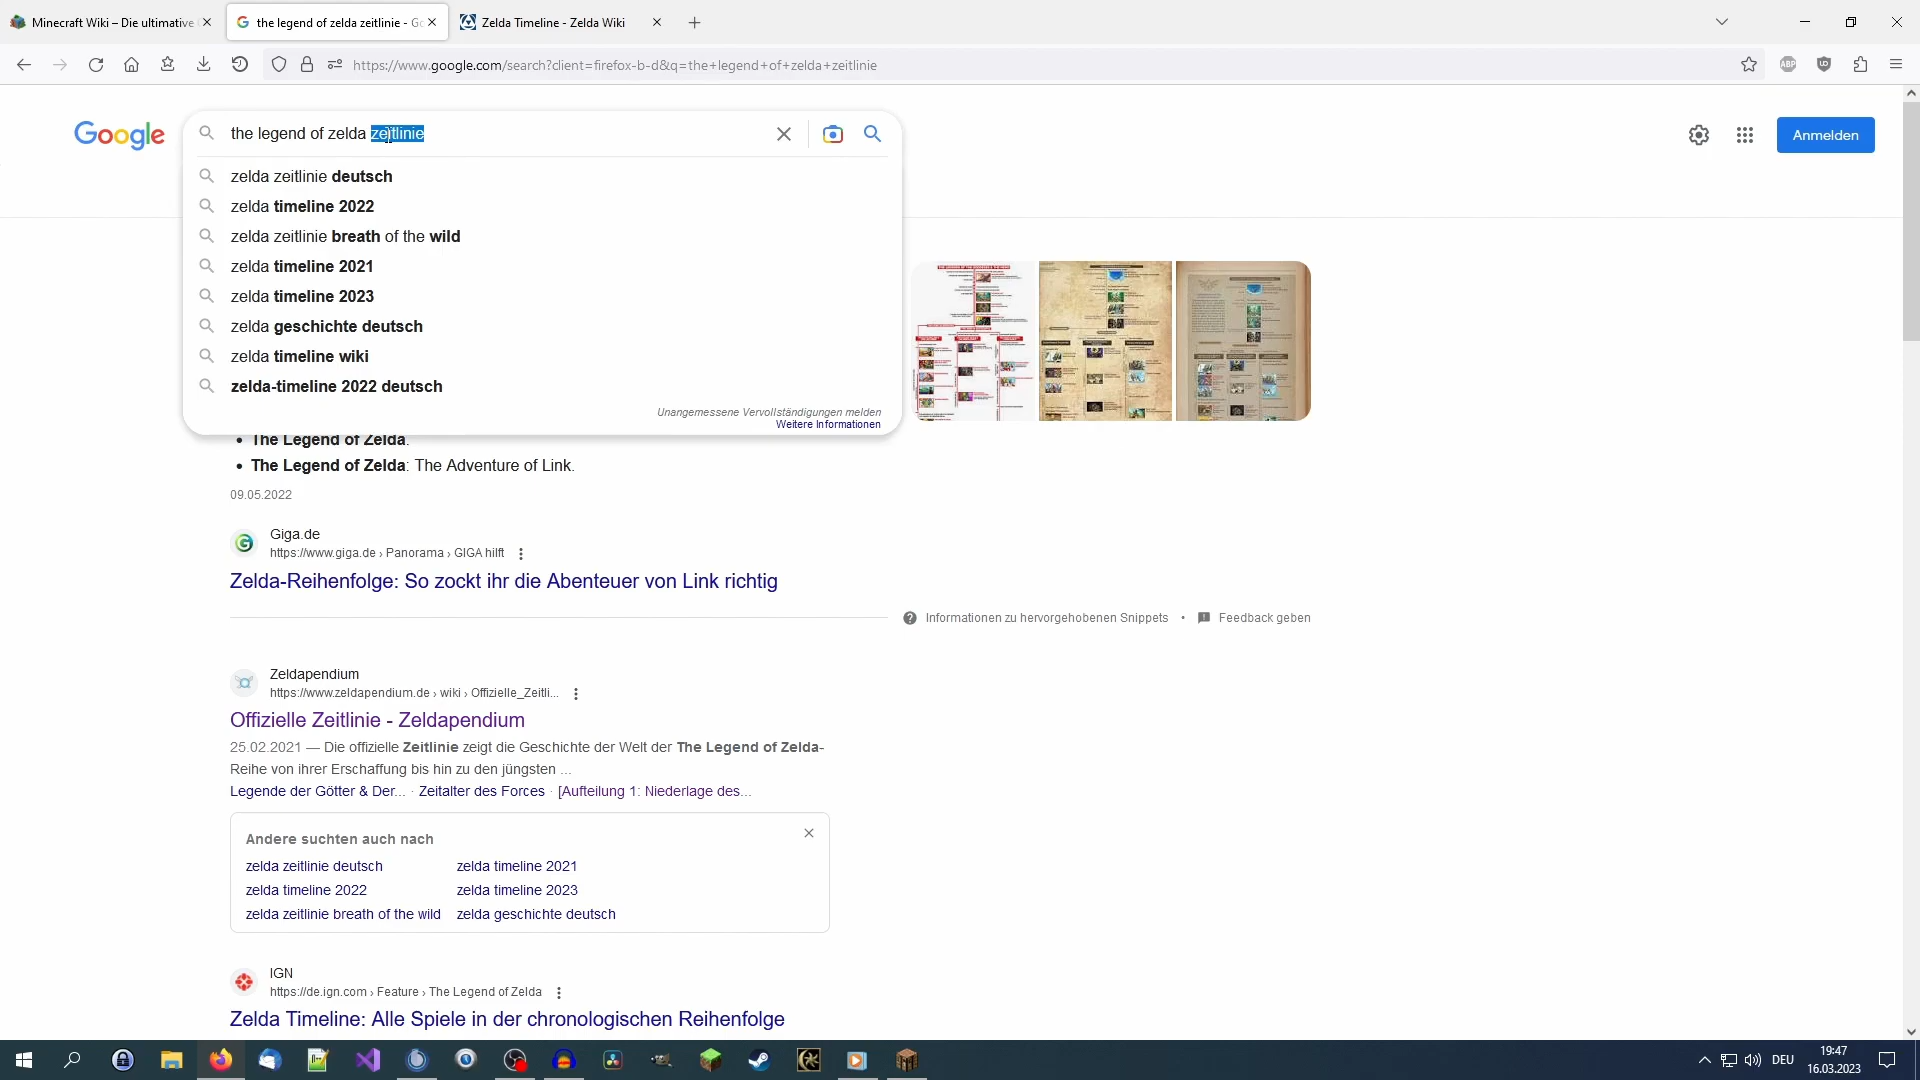 Minecraft Wiki – Die ultimative
the legend of zelda zeitlinie - Go
Zelda Timeline - Zelda Wiki
https://www.google.com/search?client=firefox-b-d&q=the+legend+of+zelda+zeitlinie
ABP
Google
the legend of zelda zeitlinie
Anmelden
zelda zeitlinie deutsch
zelda timeline 2022
zelda zeitlinie breath of the wild
zelda timeline 2021
zelda timeline 2023
zelda geschichte deutsch
zelda timeline wiki
zelda-timeline 2022 deutsch
Unangemessene Vervollständigungen melden
Weitere Informationen
• The Legend of Zelda.
• The Legend of Zelda: The Adventure of Link.
09.05.2022
Giga.de
https://www.giga.de › Panorama › GIGA hilft
Zelda-Reihenfolge: So zockt ihr die Abenteuer von Link richtig
Informationen zu hervorgehobenen Snippets • Feedback geben
Zeldapendium
https://www.zeldapendium.de › wiki › Offizielle_Zeitli...
Offizielle Zeitlinie - Zeldapendium
25.02.2021 — Die offizielle Zeitlinie zeigt die Geschichte der Welt der The Legend of Zelda-
Reihe von ihrer Erschaffung bis hin zu den jüngsten ...
Legende der Götter & Der... · Zeitalter des Forces · [Aufteilung 1: Niederlage des...
Andere suchten auch nach
zelda zeitlinie deutsch zelda timeline 2021
zelda timeline 2022 zelda timeline 2023
zelda zeitlinie breath of the wild zelda geschichte deutsch
IGN
https://de.ign.com › Feature › The Legend of Zelda
Zelda Timeline: Alle Spiele in der chronologischen Reihenfolge
DEU
19:47
16.03.2023